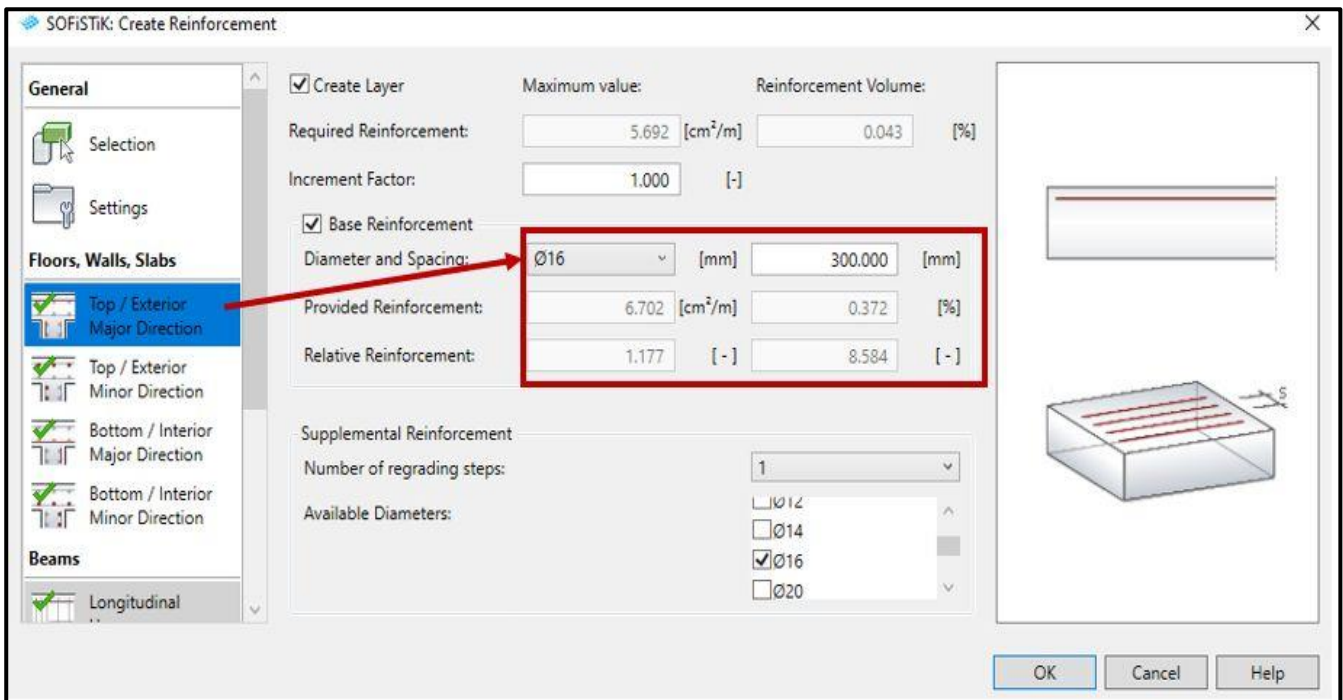 SOFiSTiK: Create Reinforcement
General
Selection
Settings
Floors, Walls, Slabs
Top / Exterior
Major Direction
Top / Exterior
Minor Direction
Bottom / Interior
Major Direction
Bottom / Interior
Minor Direction
Beams
Longitudinal
Create Layer Maximum value: Reinforcement Volume:
Required Reinforcement: 5.692 [cm²/m] 0.043 [%]
Increment Factor: 1.000 [-]
Base Reinforcement
Diameter and Spacing: Ø16 [mm] 300.000 [mm]
Provided Reinforcement: 6.702 [cm²/m] 0.372 [%]
Relative Reinforcement: 1.177 [ - ] 8.584 [ - ]
Supplemental Reinforcement
Number of regrading steps: 1
Available Diameters:
Ø12
Ø14
Ø16
Ø20
S
OK Cancel Help